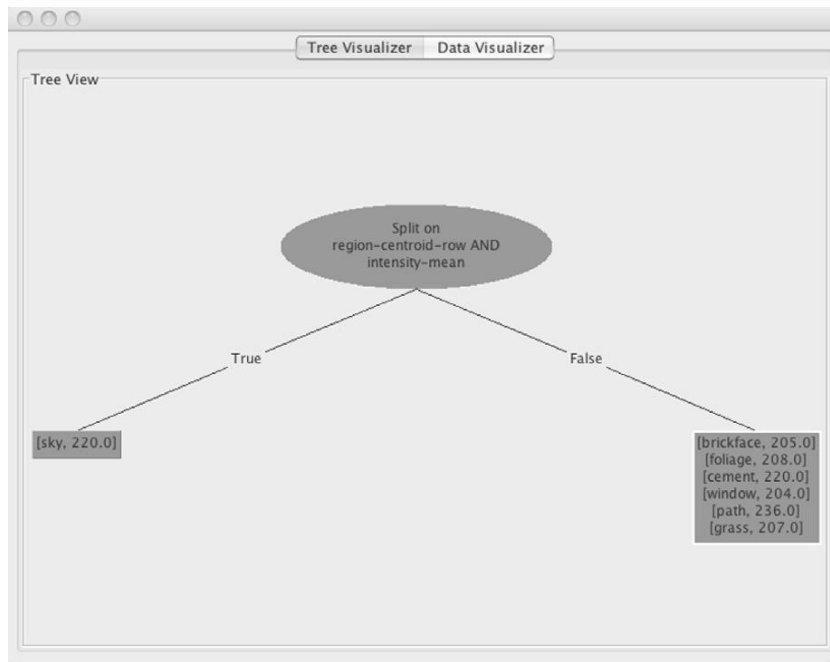 Tree Visualizer
Data Visualizer
Tree View
Split on
region-centroid-row AND
intensity-mean
True
False
[sky, 220.0]
[brickface, 205.0]
[foliage, 208.0]
[cement, 220.0]
[window, 204.0]
[path, 236.0]
[grass, 207.0]